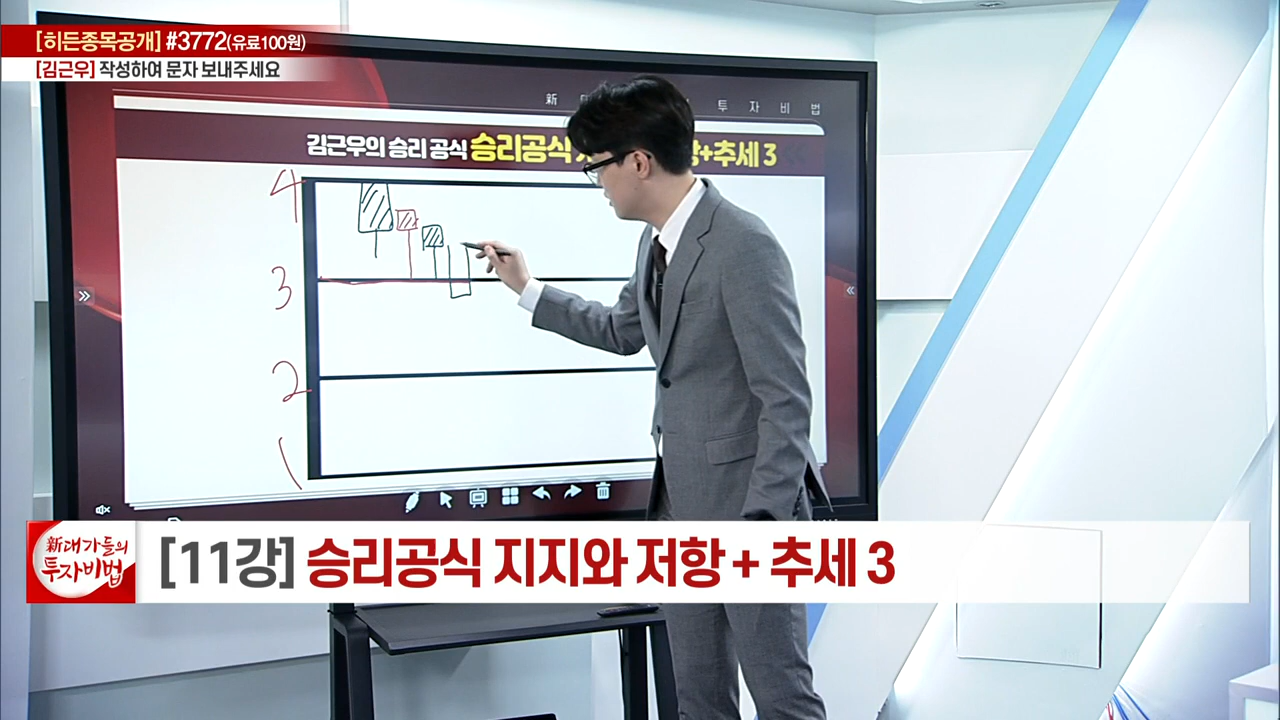 [히든종목공개] #3772(유료100원)
[김근우] 작성하여 문자 보내주세요
新 투 자 비 법
김근우의 승리 공식 승리공식 +추세 3
4
3
2
1
新대가들의
투자비법
[11강] 승리공식 지지와 저항 + 추세 3